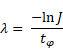 λ = −ln J / t_φ